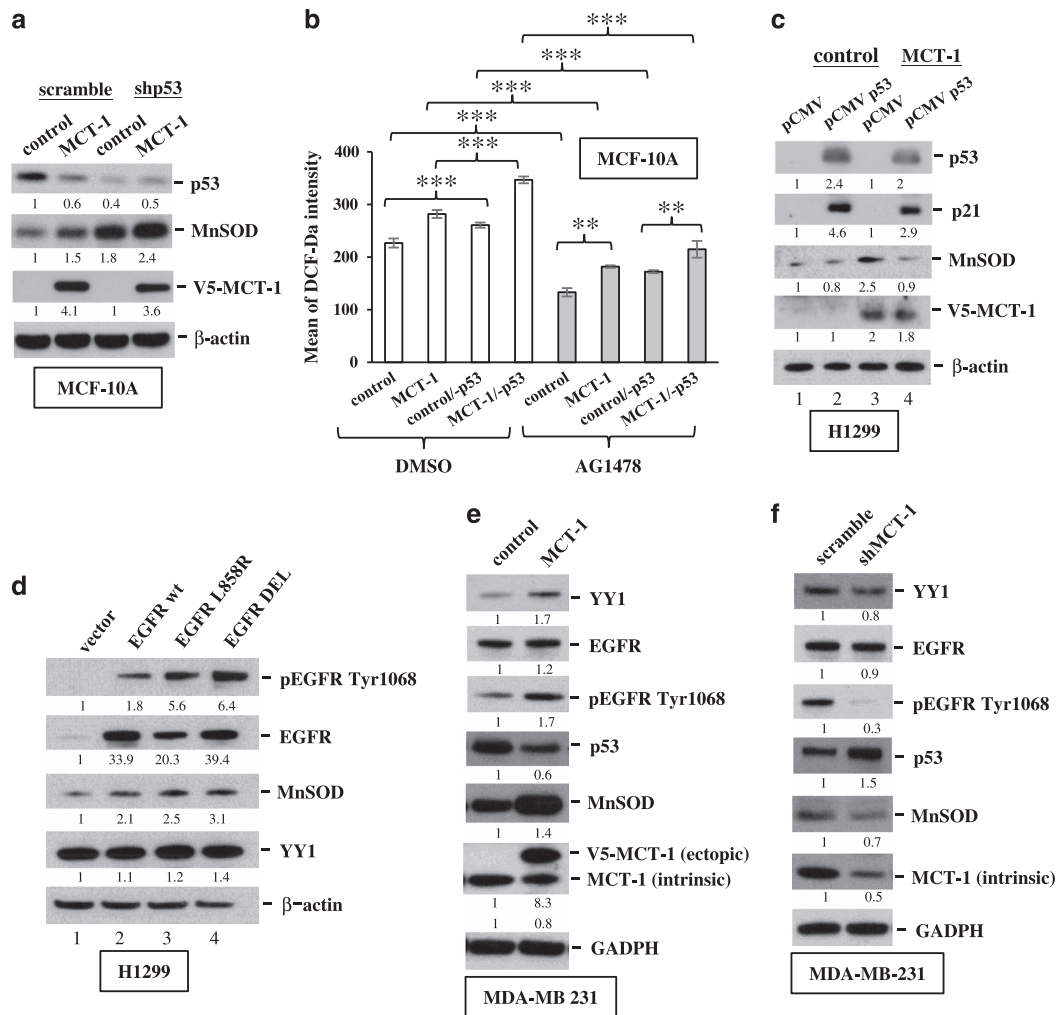 a
scramble shp53
control MCT-1 control MCT-1
p53
1 0.6 0.4 0.5
MnSOD
1 1.5 1.8 2.4
V5-MCT-1
1 4.1 1 3.6
β-actin
MCF-10A
b
***
***
***
***
***
*** ** **
MCF-10A
Mean of DCF-Da intensity
400
300
200
100
0
control MCT-1 control/-p53 MCT-1/-p53 control MCT-1 control/-p53 MCT-1/-p53
DMSO AG1478
c
control MCT-1
pCMV pCMV p53 pCMV pCMV p53
p53
1 2.4 1 2
p21
1 4.6 1 2.9
MnSOD
1 0.8 2.5 0.9
V5-MCT-1
1 1 2 1.8
β-actin
1 2 3 4
H1299
d
vector EGFR wt EGFR L858R EGFR DEL
pEGFR Tyr1068
1 1.8 5.6 6.4
EGFR
1 33.9 20.3 39.4
MnSOD
1 2.1 2.5 3.1
YY1
1 1.1 1.2 1.4
β-actin
1 2 3 4
H1299
e
control MCT-1
YY1
1 1.7
EGFR
1 1.2
pEGFR Tyr1068
1 1.7
p53
1 0.6
MnSOD
1 1.4
V5-MCT-1 (ectopic)
MCT-1 (intrinsic)
1 8.3
1 0.8
GADPH
MDA-MB 231
f
scramble shMCT-1
YY1
1 0.8
EGFR
1 0.9
pEGFR Tyr1068
1 0.3
p53
1 1.5
MnSOD
1 0.7
MCT-1 (intrinsic)
1 0.5
GADPH
MDA-MB-231